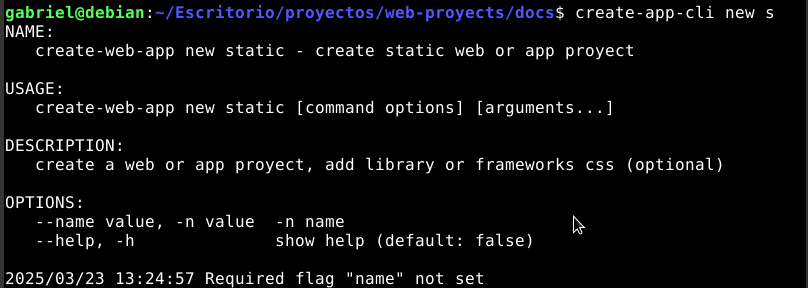 gabriel@debian:~/Escritorio/proyectos/web-proyects/docs$ create-app-cli new s
NAME:
   create-web-app new static - create static web or app proyect

USAGE:
   create-web-app new static [command options] [arguments...]

DESCRIPTION:
   create a web or app proyect, add library or frameworks css (optional)

OPTIONS:
   --name value, -n value  -n name
   --help, -h              show help (default: false)

2025/03/23 13:24:57 Required flag "name" not set